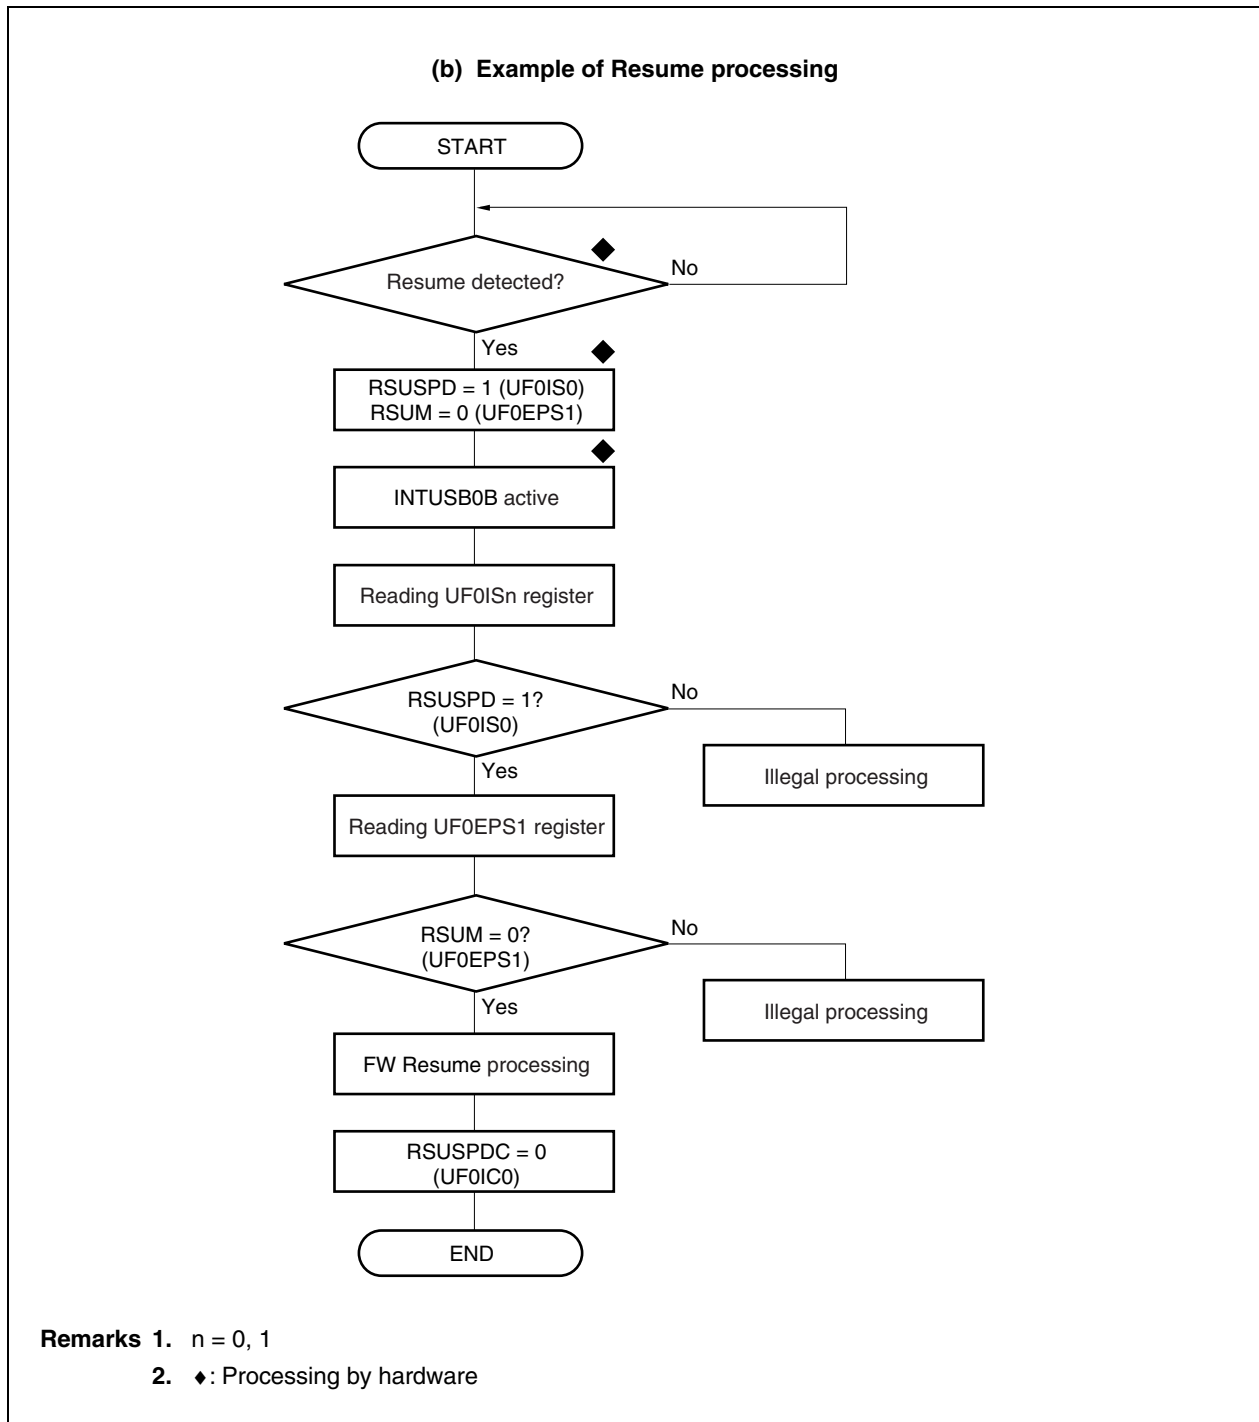 (b) Example of Resume processing
START
Resume detected?
No
Yes
RSUSPD = 1 (UF0IS0)
RSUM = 0 (UF0EPS1)
INTUSB0B active
Reading UF0ISn register
RSUSPD = 1?
(UF0IS0)
No
Illegal processing
Yes
Reading UF0EPS1 register
RSUM = 0?
(UF0EPS1)
No
Illegal processing
Yes
FW Resume processing
RSUSPDC = 0
(UF0IC0)
END
Remarks 1. n = 0, 1
2. ♦: Processing by hardware